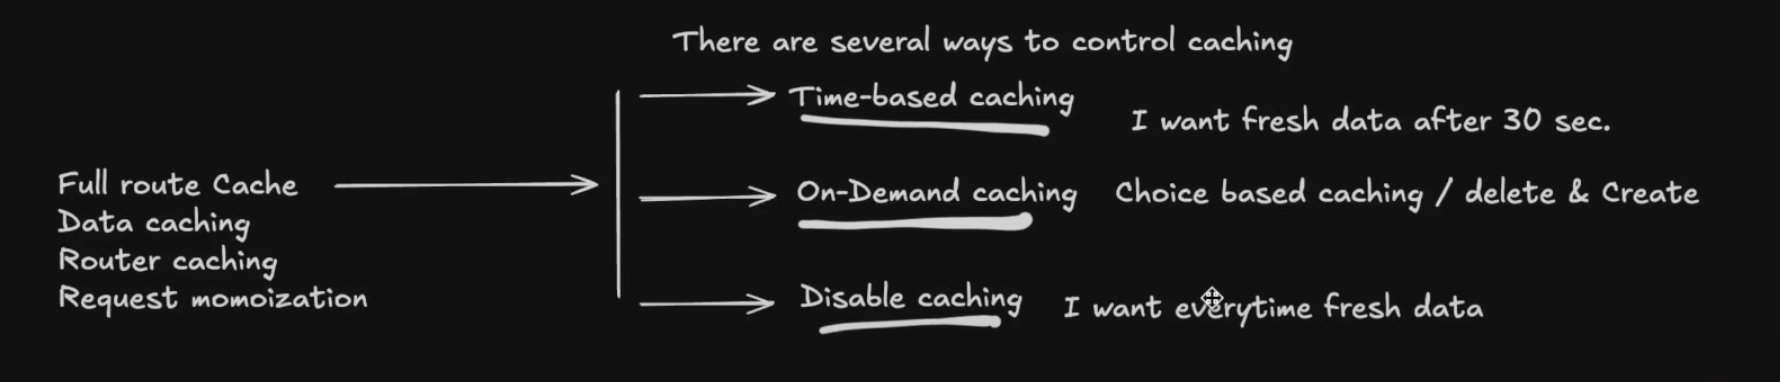 There are several ways to control caching
Time-based caching
I want fresh data after 30 sec.
On-Demand caching
Choice based caching / delete & Create
Disable caching
I want everytime fresh data
Full route Cache
Data caching
Router caching
Request momoization